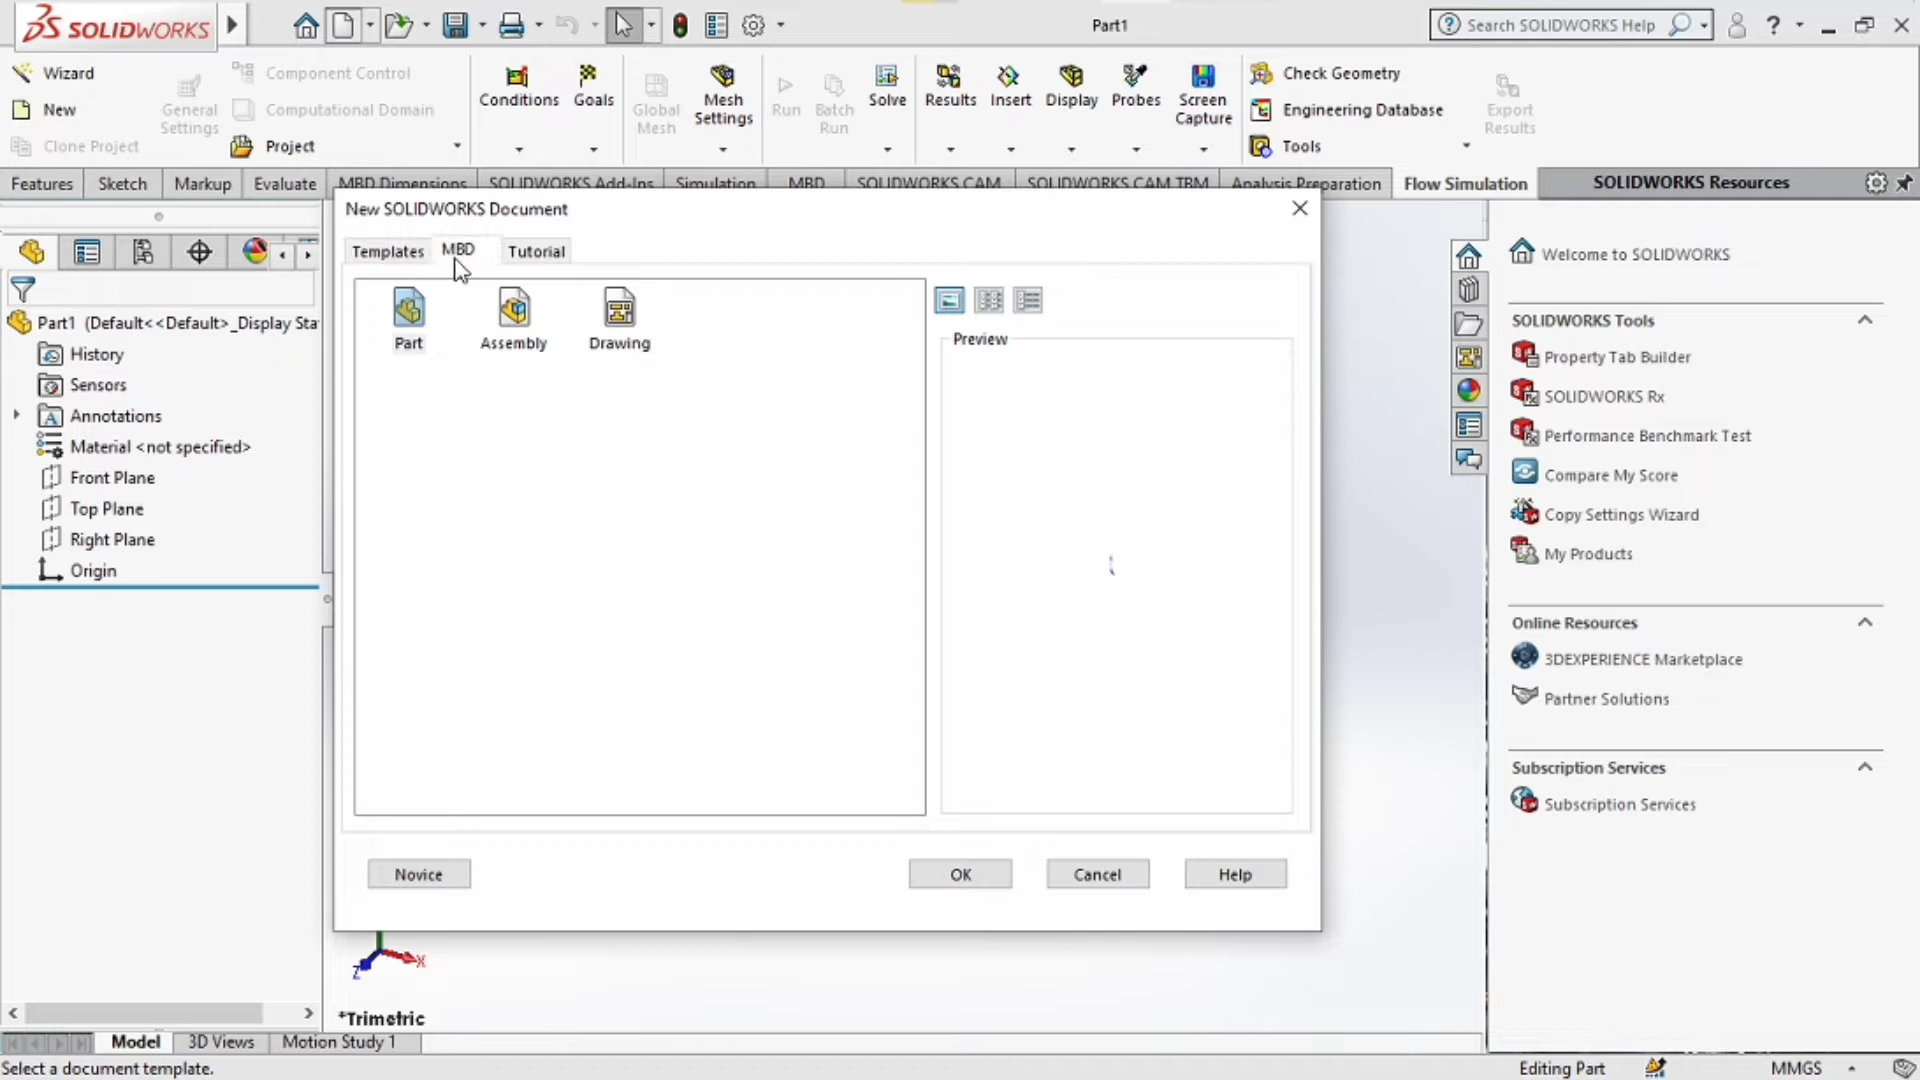 SOLIDWORKS
Part1
Search SOLIDWORKS Help
?
Wizard
New
Clone Project
General
Settings
Component Control
Computational Domain
Project
Conditions
Goals
Global
Mesh
Mesh
Settings
Run
Batch
Run
Solve
Results
Insert
Display
Probes
Screen
Capture
Check Geometry
Engineering Database
Tools
Export
Results
Features
Sketch
Markup
Evaluate
MBD Dimensions
SOLIDWORKS Add-Ins
Simulation
MBD
SOLIDWORKS CAM
SOLIDWORKS CAM TBM
Analysis Preparation
Flow Simulation
SOLIDWORKS Resources
Part1 (Default<<Default>_Display Sta
History
Sensors
Annotations
Material <not specified>
Front Plane
Top Plane
Right Plane
Origin
New SOLIDWORKS Document
Templates
MBD
Tutorial
Part
Assembly
Drawing
Preview
Novice
OK
Cancel
Help
X
Z
*Trimetric
Welcome to SOLIDWORKS
SOLIDWORKS Tools
Property Tab Builder
SOLIDWORKS Rx
Performance Benchmark Test
Compare My Score
Copy Settings Wizard
My Products
Online Resources
3DEXPERIENCE Marketplace
Partner Solutions
Subscription Services
Subscription Services
Model
3D Views
Motion Study 1
Select a document template.
Editing Part
MMGS